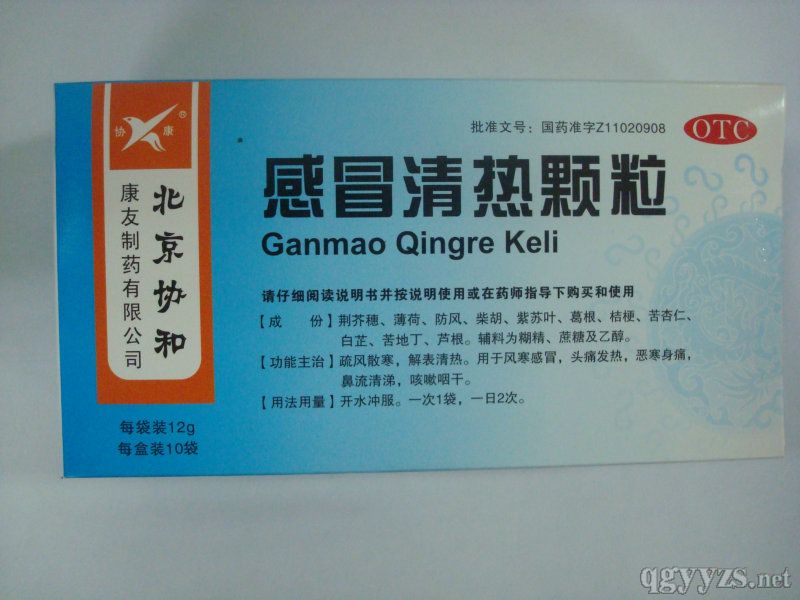 协 康®
北京协和
康友制药有限公司
每袋装12g
每盒装10袋
批准文号：国药准字Z11020908
OTC
感冒清热颗粒
Ganmao Qingre Keli
请仔细阅读说明书并按说明使用或在药师指导下购买和使用
【成　份】荆芥穗、薄荷、防风、柴胡、紫苏叶、葛根、桔梗、苦杏仁、
白芷、苦地丁、芦根。辅料为糊精、蔗糖及乙醇。
【功能主治】疏风散寒，解表清热。用于风寒感冒，头痛发热，恶寒身痛，
鼻流清涕，咳嗽咽干。
【用法用量】开水冲服。一次1袋，一日2次。
qgyyzs.net